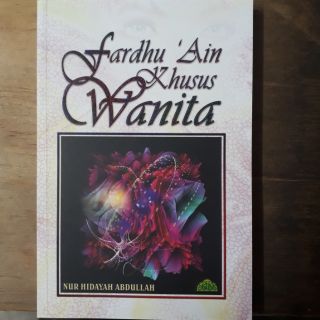 Fardhu 'Ain
Khusus
Wanita
NUR HIDAYAH ABDULLAH